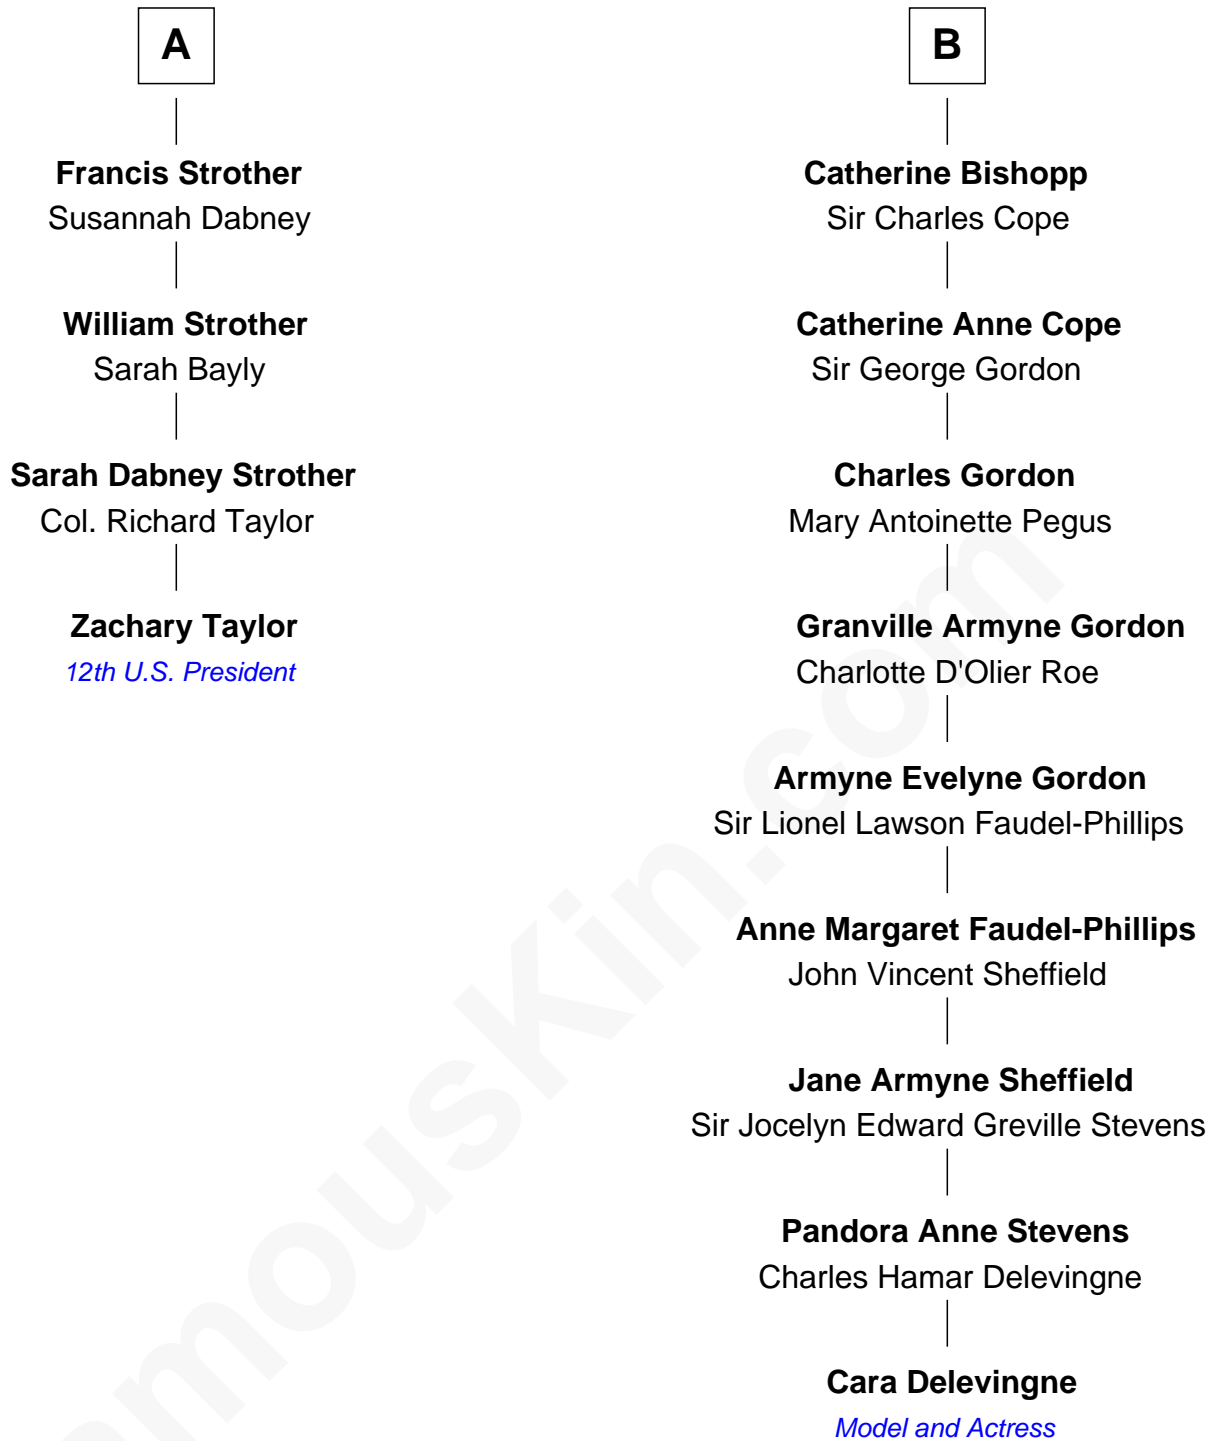 A
Francis Strother
Susannah Dabney
William Strother
Sarah Bayly
Sarah Dabney Strother
Col. Richard Taylor
Zachary Taylor
12th U.S. President
B
Catherine Bishopp
Sir Charles Cope
Catherine Anne Cope
Sir George Gordon
Charles Gordon
Mary Antoinette Pegus
Granville Armyne Gordon
Charlotte D'Olier Roe
Armyne Evelyne Gordon
Sir Lionel Lawson Faudel-Phillips
Anne Margaret Faudel-Phillips
John Vincent Sheffield
Jane Armyne Sheffield
Sir Jocelyn Edward Greville Stevens
Pandora Anne Stevens
Charles Hamar Delevingne
Cara Delevingne
Model and Actress
amouskin.com